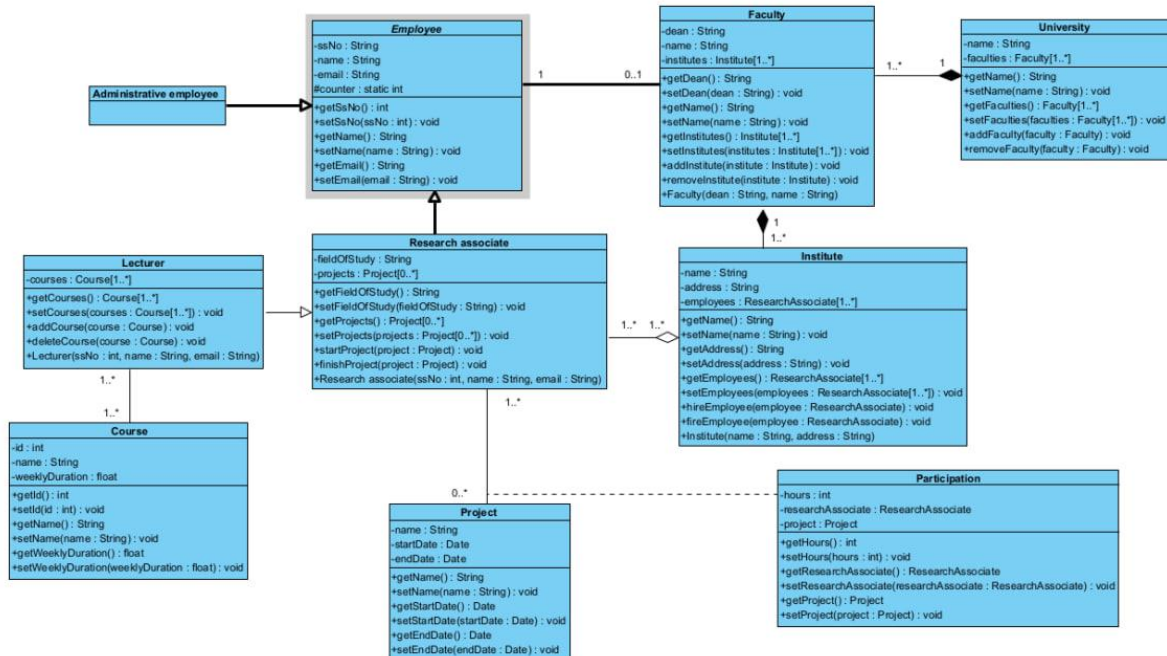 Employee
-ssNo : String
-name : String
-email : String
#counter : static int
+getSsNo() : int
+setSsNo(ssNo : int) : void
+getName() : String
+setName(name : String) : void
+getEmail() : String
+setEmail(email : String) : void
1
0..1
Faculty
-dean : String
-name : String
-institutes : Institute[1..*]
+getDean() : String
+setDean(dean : String) : void
+getName() : String
+setName(name : String) : void
+getInstitutes() : Institute[1..*]
+setInstitutes(institutes : Institute[1..*]) : void
+addInstitute(institute : Institute) : void
+removeInstitute(institute : Institute) : void
+Faculty(dean : String, name : String)
1..*
1
University
-name : String
-faculties : Faculty[1..*]
+getName() : String
+setName(name : String) : void
+getFaculties() : Faculty[1..*]
+setFaculties(faculties : Faculty[1..*]) : void
+addFaculty(faculty : Faculty) : void
+removeFaculty(faculty : Faculty) : void
Administrative employee
1
1..*
Lecturer
-courses : Course[1..*]
+getCourses() : Course[1..*]
+setCourses(courses : Course[1..*]) : void
+addCourse(course : Course) : void
+deleteCourse(course : Course) : void
+Lecturer(ssNo : int, name : String, email : String)
Research associate
-fieldOfStudy : String
-projects : Project[0..*]
+getFieldOfStudy() : String
+setFieldOfStudy(fieldOfStudy : String) : void
+getProjects() : Project[0..*]
+setProjects(projects : Project[0..*]) : void
+startProject(project : Project) : void
+finishProject(project : Project) : void
+Research associate(ssNo : int, name : String, email : String)
1..*
1..*
Institute
-name : String
-address : String
-employees : ResearchAssociate[1..*]
+getName() : String
+setName(name : String) : void
+getAddress() : String
+setAddress(address : String) : void
+getEmployees() : ResearchAssociate[1..*]
+setEmployees(employees : ResearchAssociate[1..*]) : void
+hireEmployee(employee : ResearchAssociate) : void
+fireEmployee(employee : ResearchAssociate) : void
+Institute(name : String, address : String)
1..*
1..*
1..*
0..*
Course
-id : int
-name : String
-weeklyDuration : float
+getId() : int
+setId(id : int) : void
+getName() : String
+setName(name : String) : void
+getWeeklyDuration() : float
+setWeeklyDuration(weeklyDuration : float) : void
Project
-name : String
-startDate : Date
-endDate : Date
+getName() : String
+setName(name : String) : void
+getStartDate() : Date
+setStartDate(startDate : Date) : void
+getEndDate() : Date
+setEndDate(endDate : Date) : void
Participation
-hours : int
-researchAssociate : ResearchAssociate
-project : Project
+getHours() : int
+setHours(hours : int) : void
+getResearchAssociate() : ResearchAssociate
+setResearchAssociate(researchAssociate : ResearchAssociate) : void
+getProject() : Project
+setProject(project : Project) : void